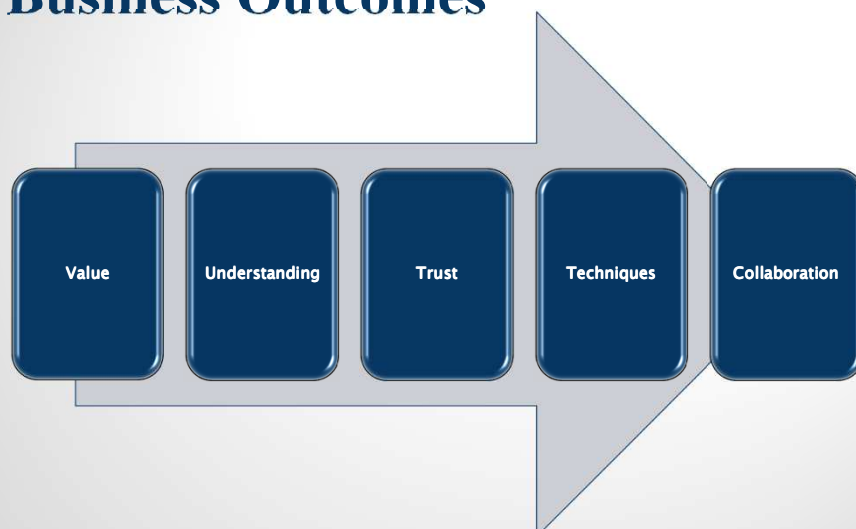 Business Outcomes
Value
Understanding
Trust
Techniques
Collaboration